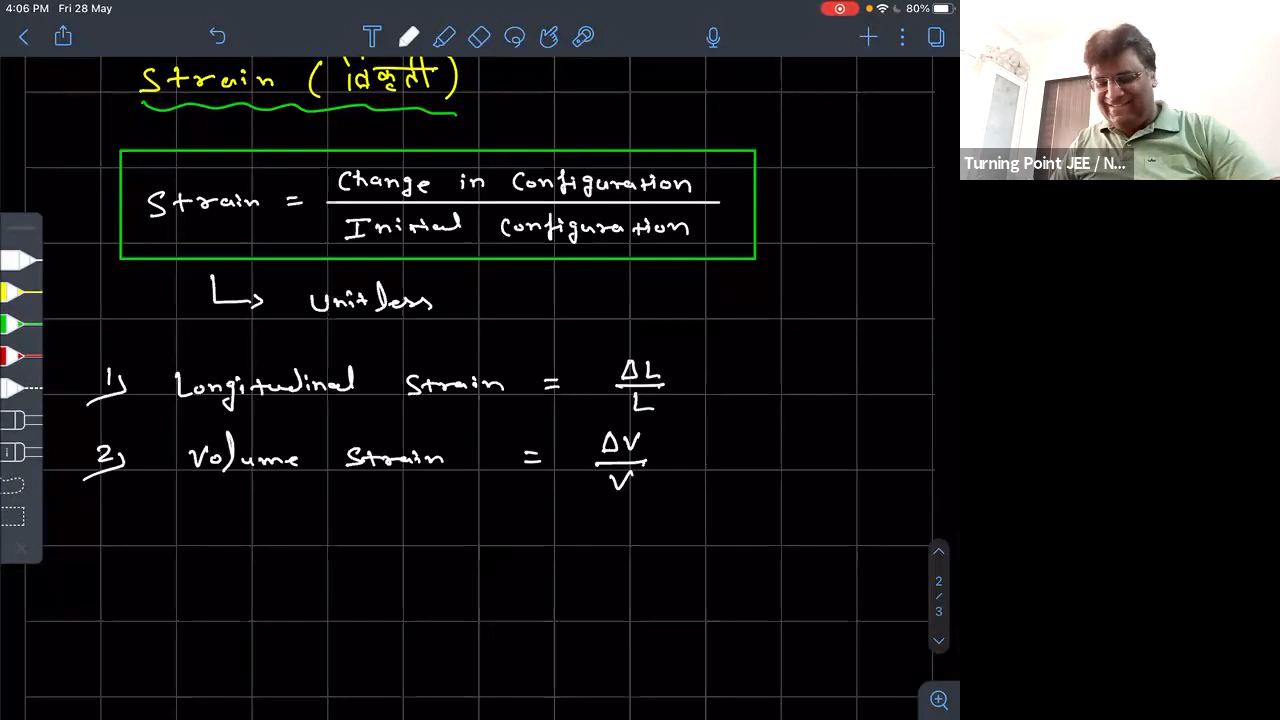 4:06 PM Fri 28 May
80%
Strain (विकृती)
Strain = Change in Configuration / Initial Configuration
↳ unitless
1) Longitudinal Strain = ΔL / L
2) Volume Strain = ΔV / V
Turning Point JEE / N...
2 / 3